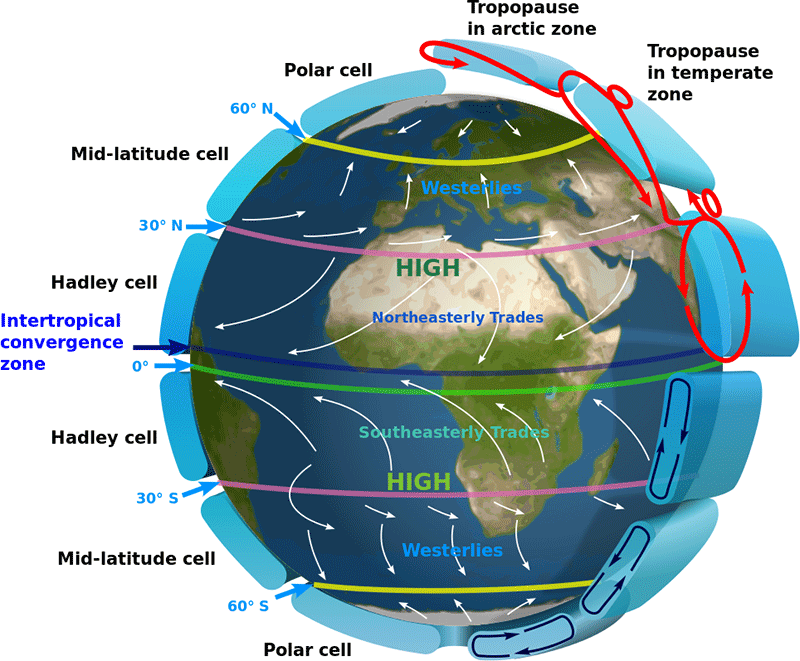 Tropopause
in arctic zone
Tropopause
in temperate
zone
Polar cell
60° N
Mid-latitude cell
Westerlies
30° N
HIGH
Hadley cell
Northeasterly Trades
Intertropical
convergence
zone
0°
Hadley cell
Southeasterly Trades
HIGH
30° S
Westerlies
Mid-latitude cell
60° S
Polar cell